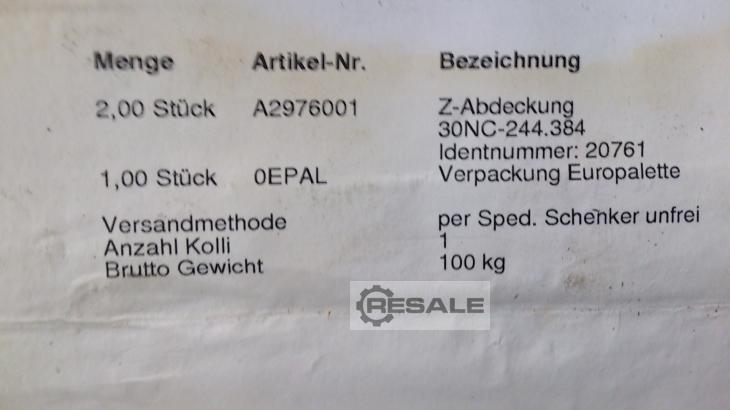 Menge Artikel-Nr. Bezeichnung
2,00 Stück A2976001 Z-Abdeckung
30NC-244.384
Identnummer: 20761
1,00 Stück 0EPAL Verpackung Europalette
Versandmethode per Sped. Schenker unfrei
Anzahl Kolli 1
Brutto Gewicht 100 kg
RESALE